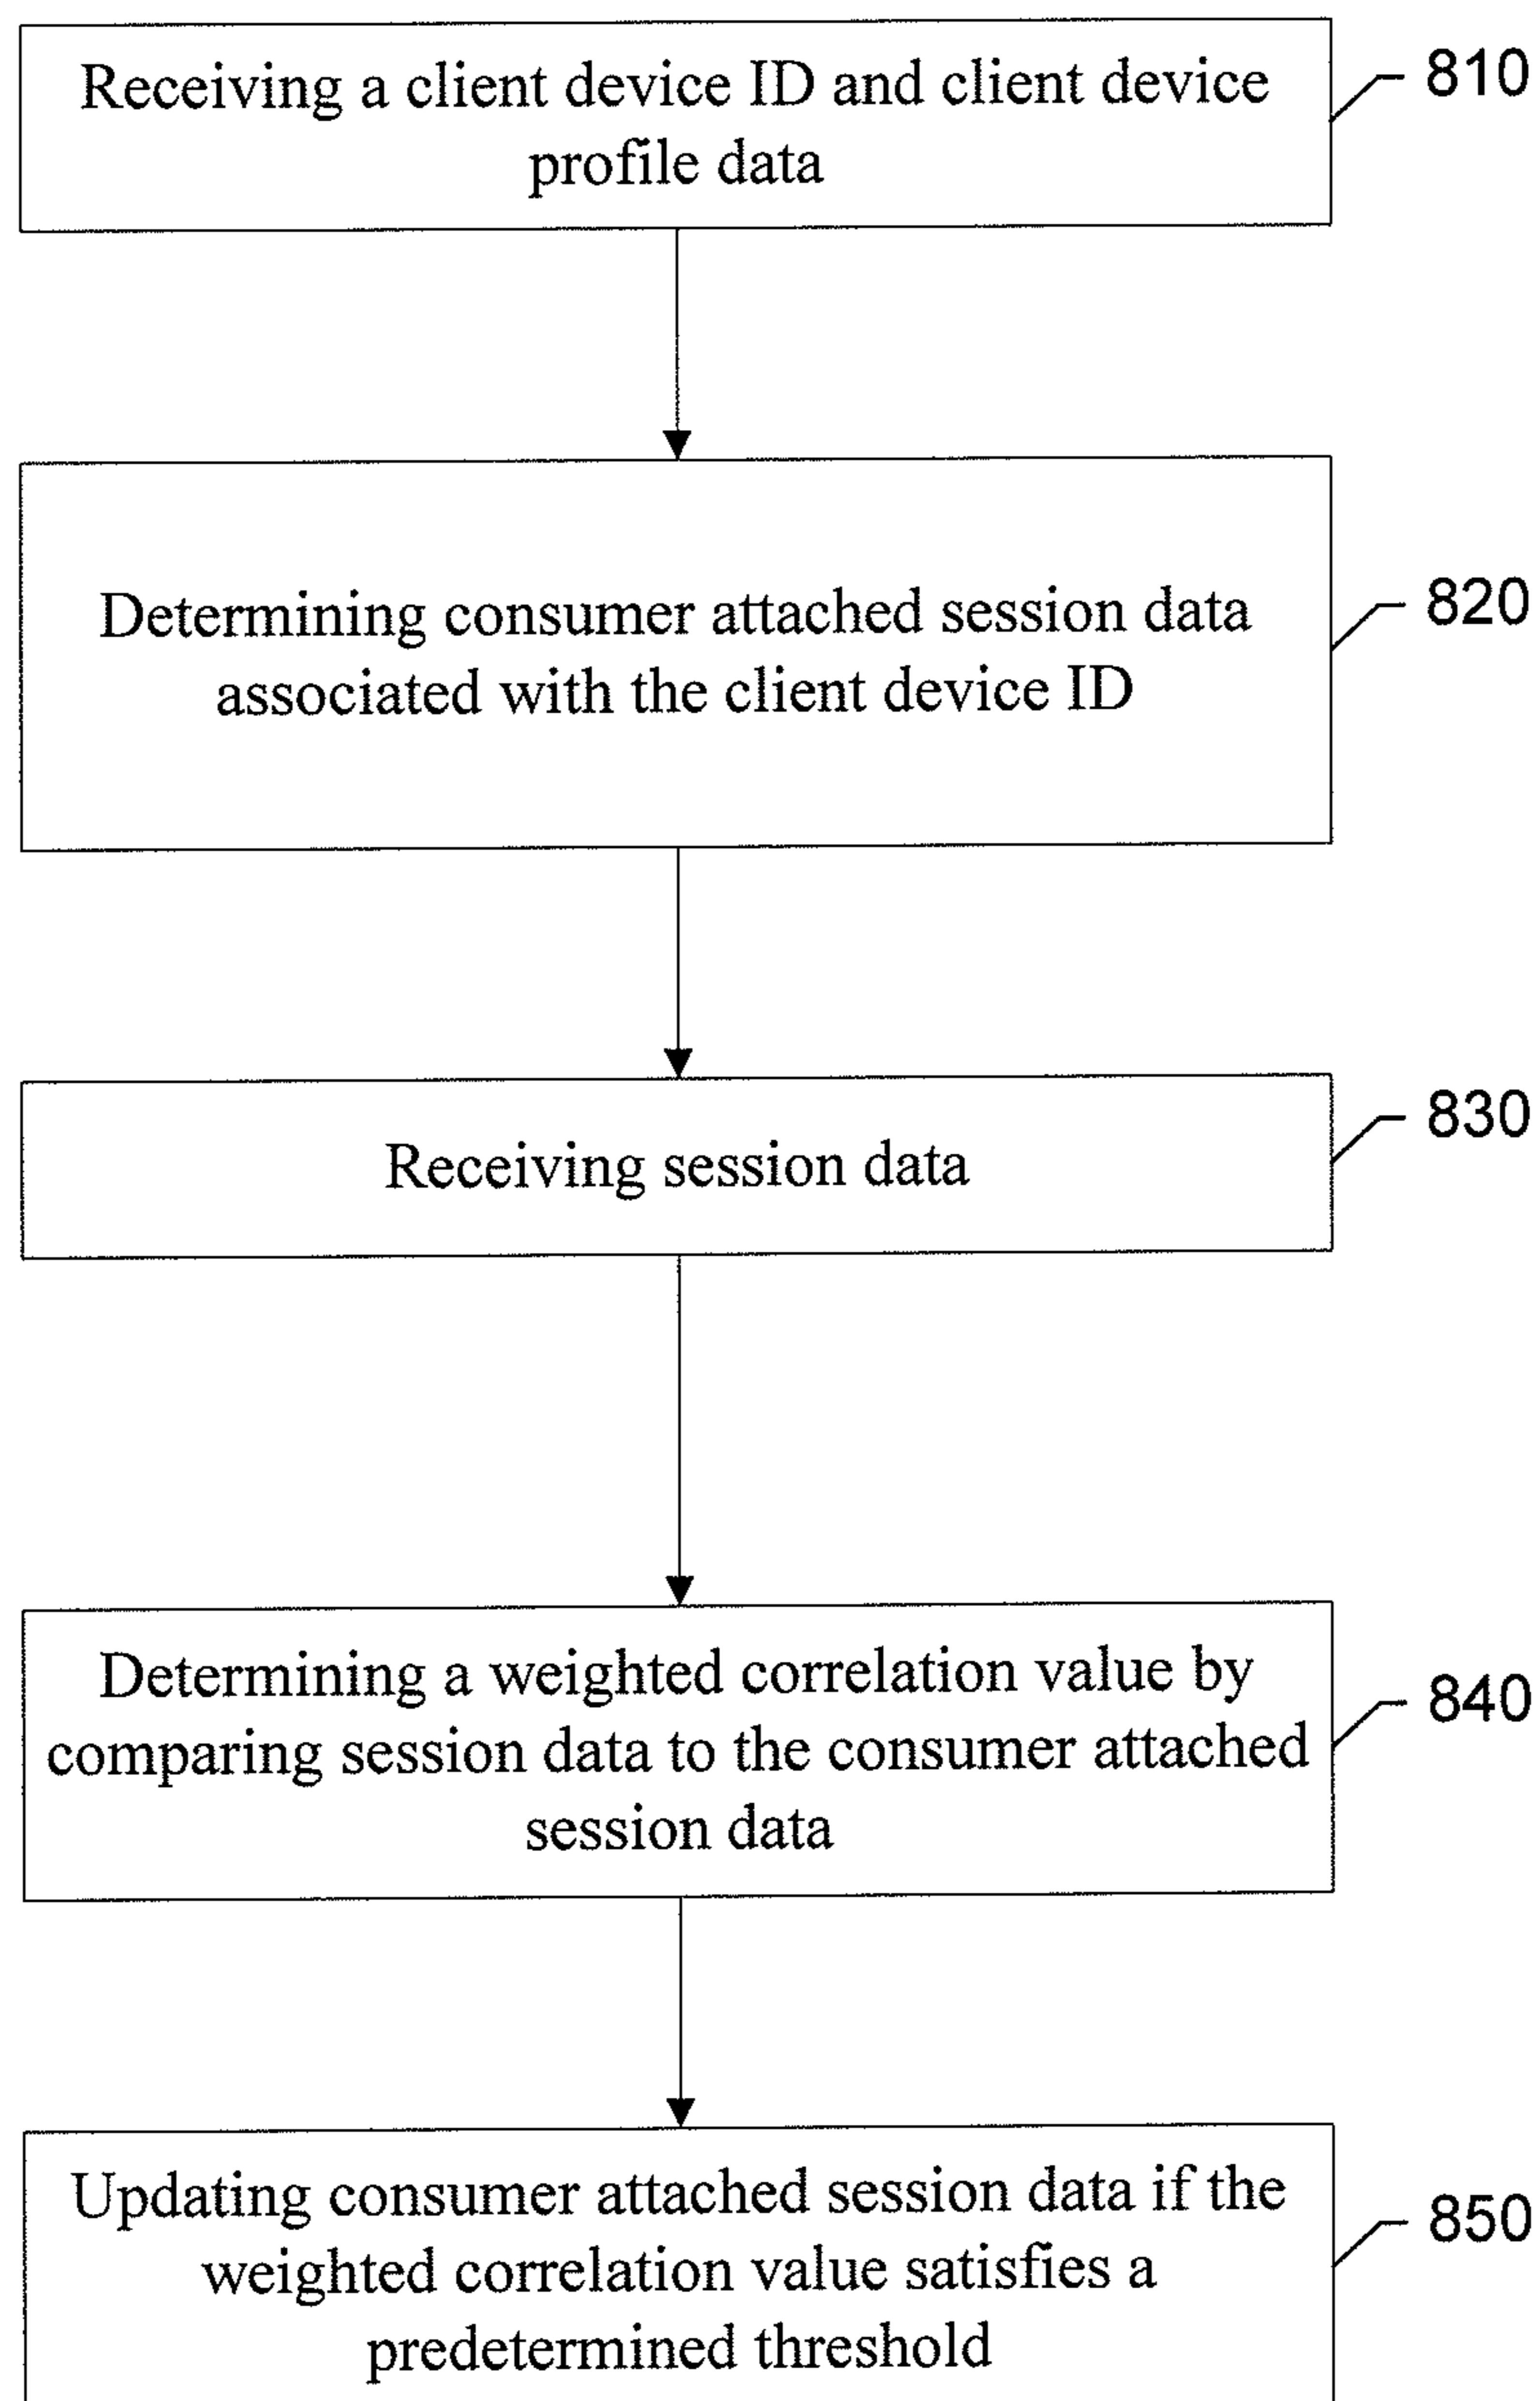 Receiving a client device ID and client device
profile data
810
Determining consumer attached session data
associated with the client device ID
820
Receiving session data
830
Determining a weighted correlation value by
comparing session data to the consumer attached
session data
840
Updating consumer attached session data if the
weighted correlation value satisfies a
predetermined threshold
850